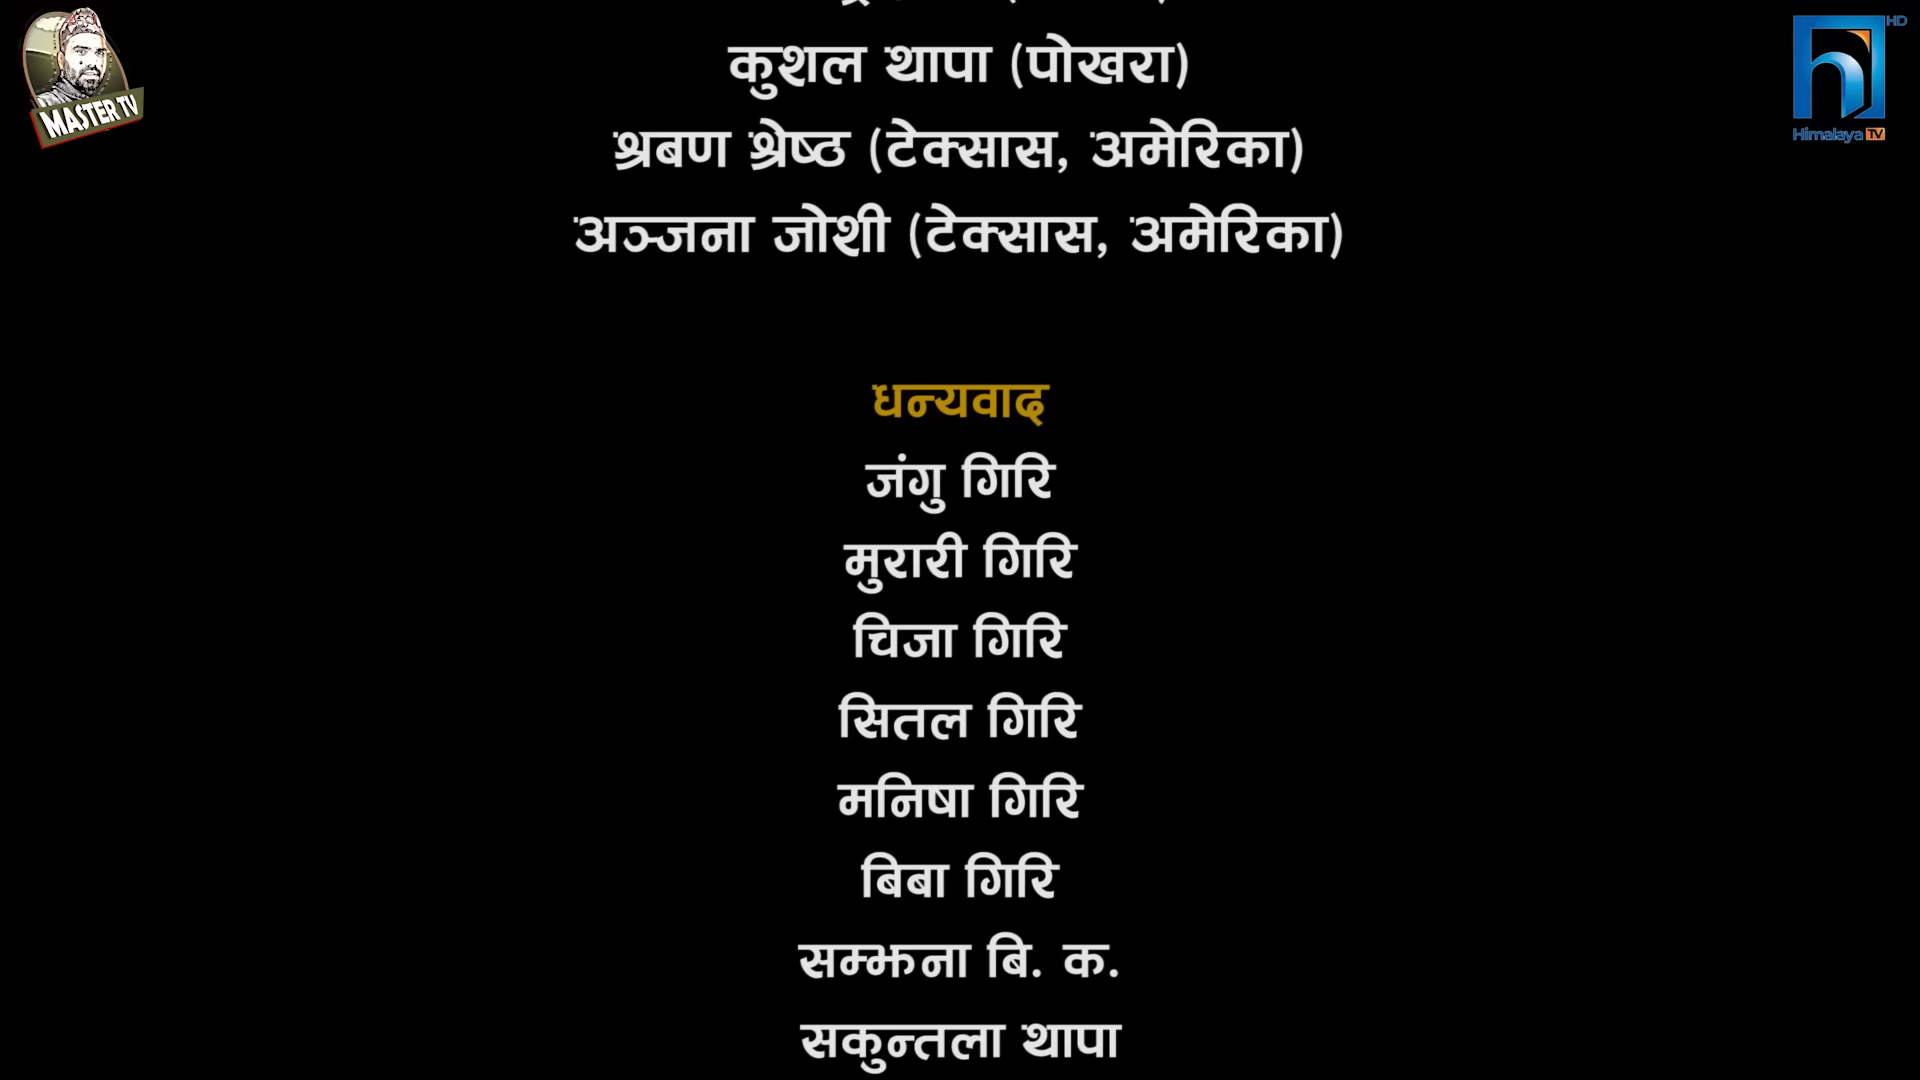 MASTER TV
HD
Himalaya TV
कुशल थापा (पोखरा)
श्रबण श्रेष्ठ (टेक्सास, अमेरिका)
अञ्जना जोशी (टेक्सास, अमेरिका)
धन्यवाद
जंगु गिरि
मुरारी गिरि
चिजा गिरि
सितल गिरि
मनिषा गिरि
बिबा गिरि
सम्झना बि. क.
सकुन्तला थापा